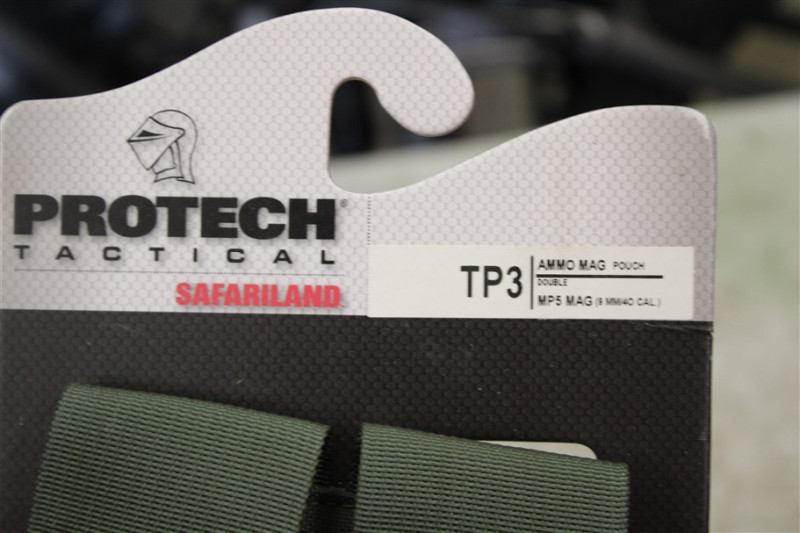 PROTECH®
TACTICAL
SAFARILAND
TP3
AMMO MAG POUCH
DOUBLE
MP5 MAG (9 MM/40 CAL.)